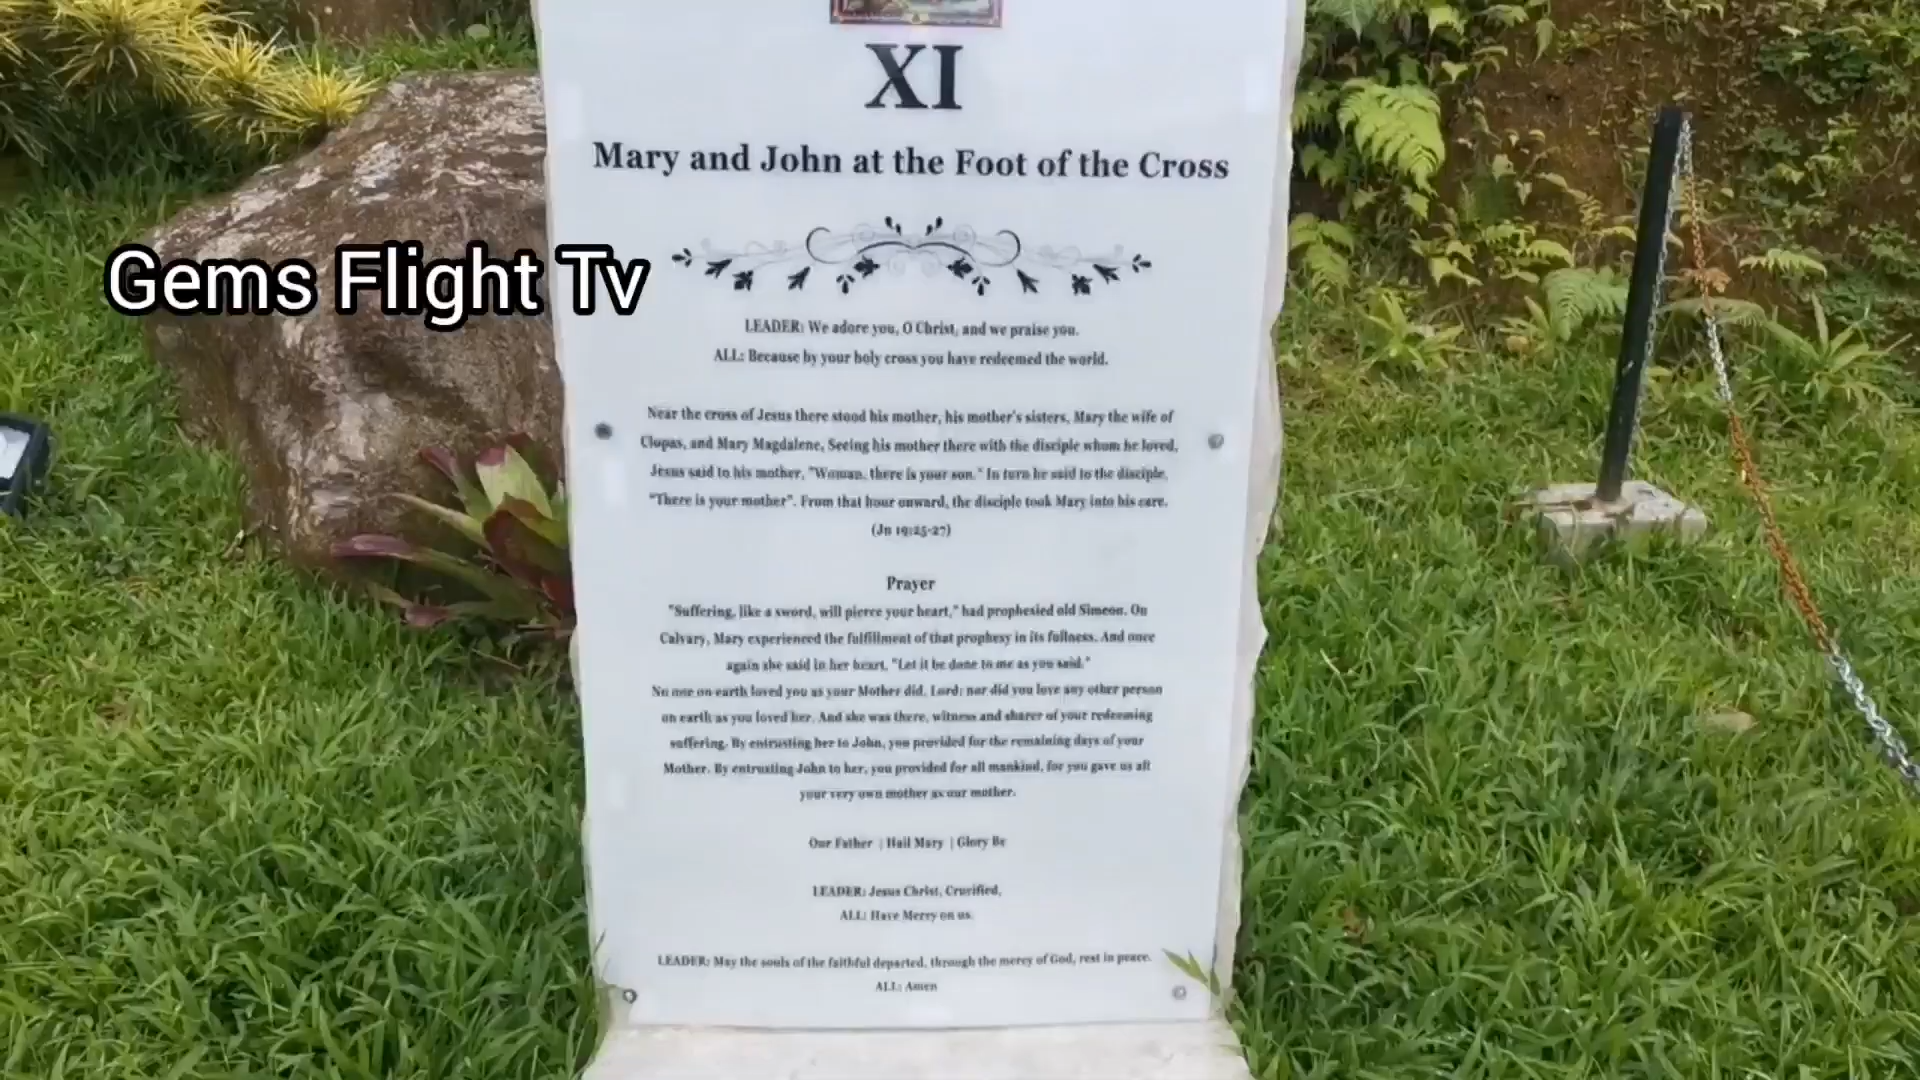 XI
Mary and John at the Foot of the Cross
Gems Flight Tv
LEADER: We adore you, O Christ, and we praise you.
ALL: Because by your holy cross you have redeemed the world.
Near the cross of Jesus there stood his mother, his mother's sisters, Mary the wife of
Clopas, and Mary Magdalene, Seeing his mother there with the disciple whom he loved,
Jesus said to his mother, "Woman, there is your son." In turn he said to the disciple,
"There is your mother". From that hour onward, the disciple took Mary into his care.
(Jn 19:25-27)
Prayer
"Suffering, like a sword, will pierce your heart," had prophesied old Simeon. On
Calvary, Mary experienced the fulfillment of that prophesy in its fullness. And once
again she said in her heart, "Let it be done to me as you said."
No one on earth loved you as your Mother did, Lord; nor did you love any other person
on earth as you loved her. And she was there, witness and sharer of your redeeming
suffering. By entrusting her to John, you provided for the remaining days of your
Mother. By entrusting John to her, you provided for all mankind, for you gave us all
your very own mother as our mother.
Our Father | Hail Mary | Glory Be
LEADER: Jesus Christ, Crucified,
ALL: Have Mercy on us.
LEADER: May the souls of the faithful departed, through the mercy of God, rest in peace.
ALL: Amen